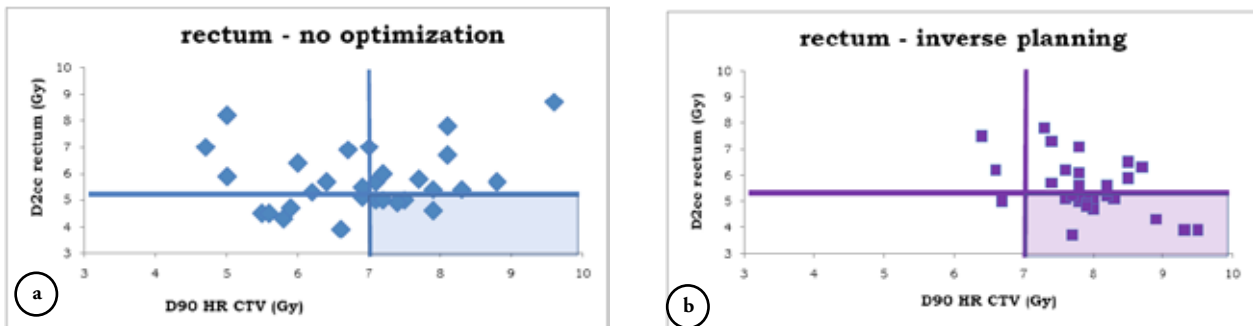 rectum - no optimization
D2cc rectum (Gy)
10
9
8
7
6
5
4
3
3 4 5 6 7 8 9 10
D90 HR CTV (Gy)
a
rectum - inverse planning
D2cc rectum (Gy)
10
9
8
7
6
5
4
3
3 4 5 6 7 8 9 10
D90 HR CTV (Gy)
b